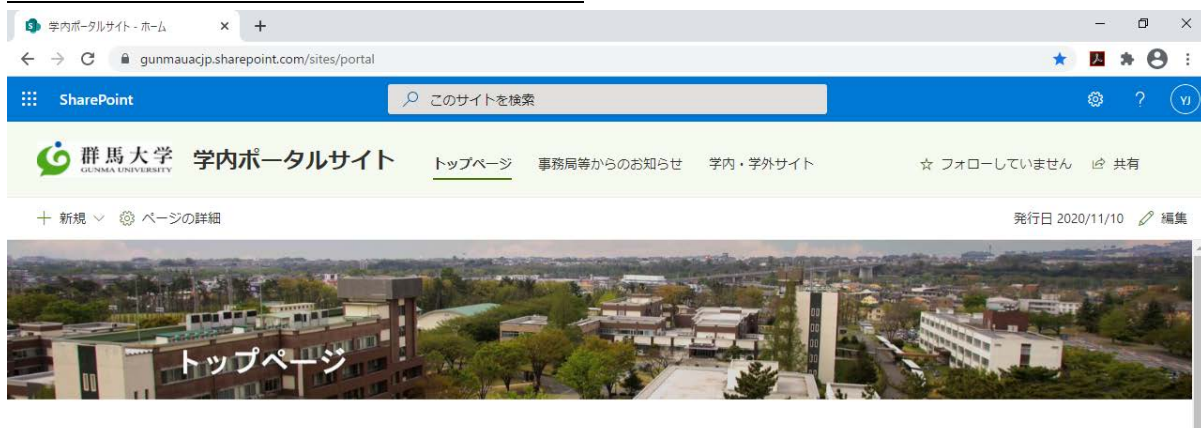 学内ポータルサイト - ホーム
gunmauacjp.sharepoint.com/sites/portal
SharePoint
このサイトを検索
YJ
群馬大学
GUNMA UNIVERSITY
学内ポータルサイト
トップページ 事務局等からのお知らせ 学内・学外サイト
フォローしていません 共有
新規 ページの詳細
発行日 2020/11/10 編集
トップページ